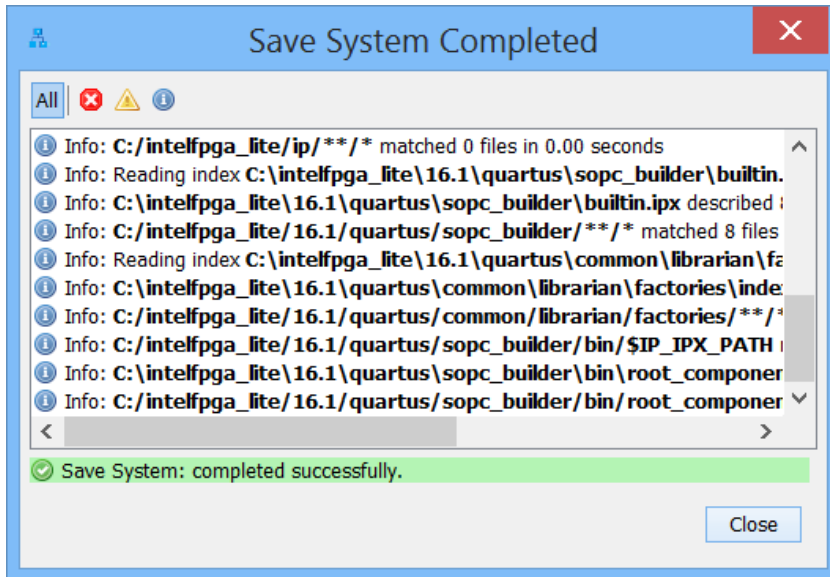 Save System Completed
All
Info: C:/intelfpga_lite/ip/**/* matched 0 files in 0.00 seconds
Info: Reading index C:\intelfpga_lite\16.1\quartus\sopc_builder\builtin.
Info: C:\intelfpga_lite\16.1\quartus\sopc_builder\builtin.ipx described
Info: C:/intelfpga_lite/16.1/quartus/sopc_builder/**/* matched 8 files
Info: Reading index C:\intelfpga_lite\16.1\quartus\common\librarian\fa
Info: C:\intelfpga_lite\16.1\quartus\common\librarian\factories\inde
Info: C:/intelfpga_lite/16.1/quartus/common/librarian/factories/**/*
Info: C:/intelfpga_lite/16.1/quartus/sopc_builder/bin/$IP_IPX_PATH
Info: C:\intelfpga_lite\16.1\quartus\sopc_builder\bin\root_componen
Info: C:/intelfpga_lite/16.1/quartus/sopc_builder/bin/root_componen
Save System: completed successfully.
Close